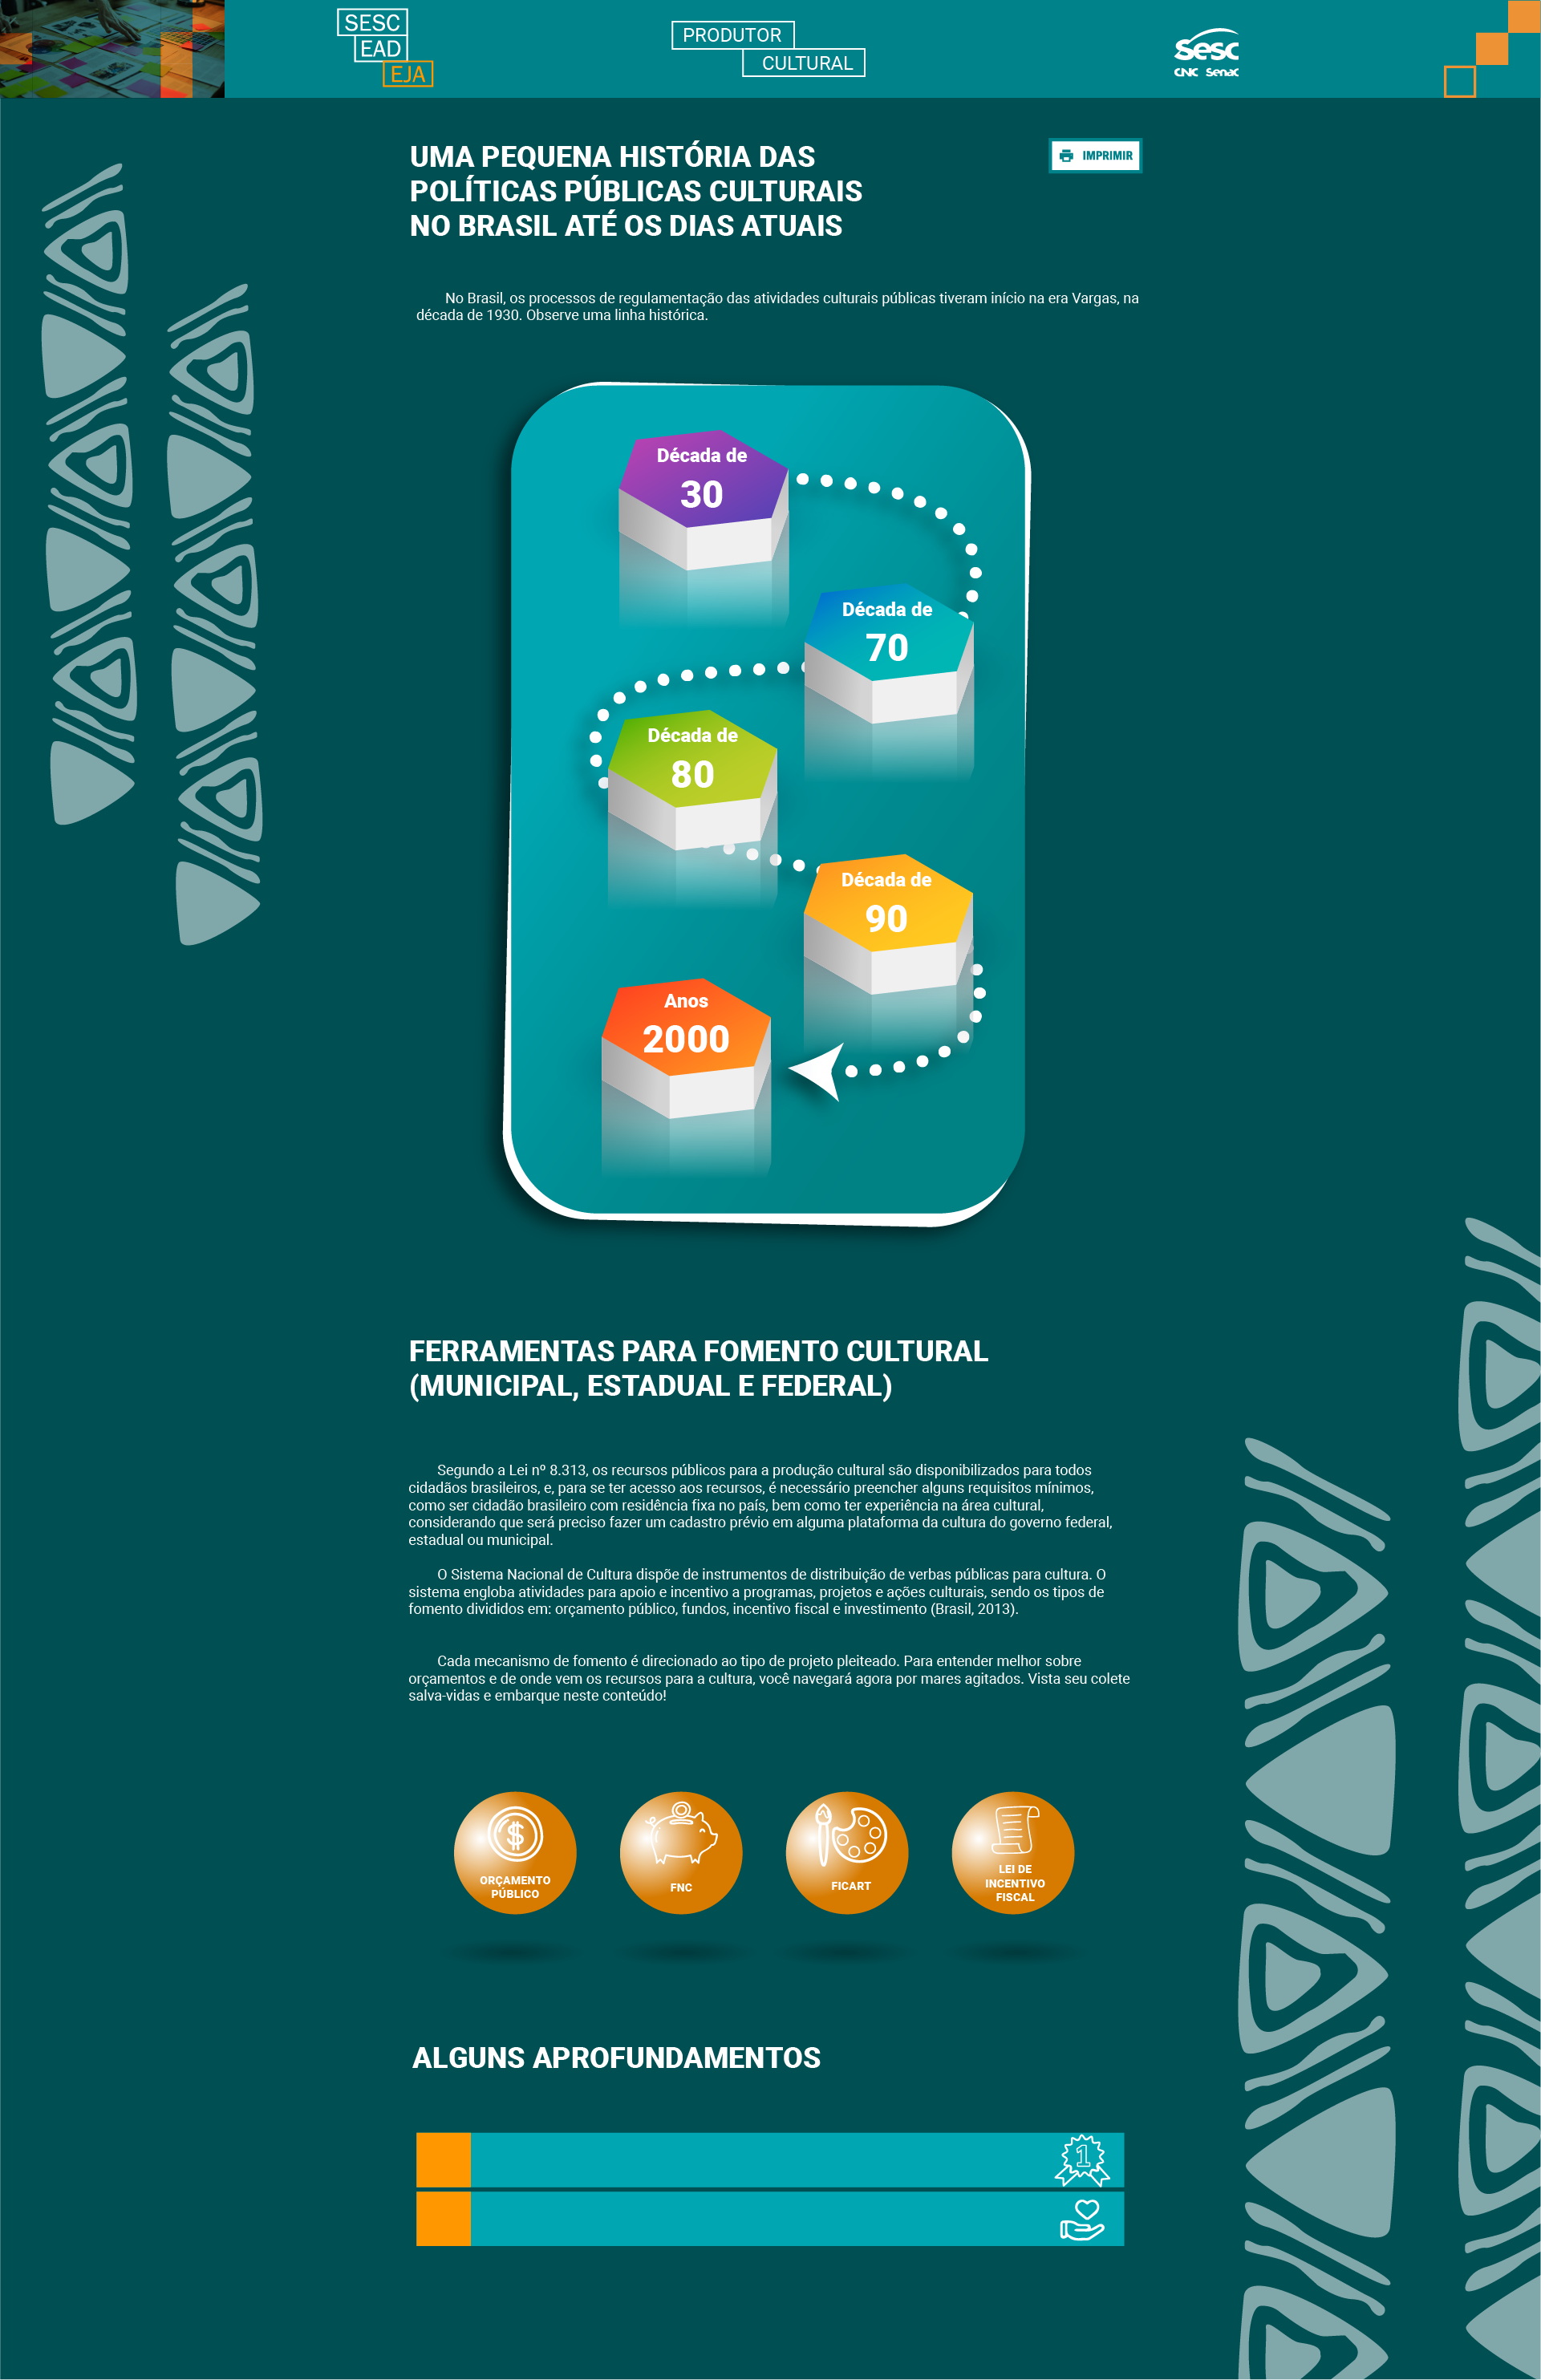 SESC
EAD
EJA
PRODUTOR
CULTURAL
Sesc
CNC Senac
UMA PEQUENA HISTÓRIA DAS
POLÍTICAS PÚBLICAS CULTURAIS
NO BRASIL ATÉ OS DIAS ATUAIS
IMPRIMIR
No Brasil, os processos de regulamentação das atividades culturais públicas tiveram início na era Vargas, na
década de 1930. Observe uma linha histórica.
Década de
30
Década de
70
Década de
80
Década de
90
Anos
2000
FERRAMENTAS PARA FOMENTO CULTURAL
(MUNICIPAL, ESTADUAL E FEDERAL)
Segundo a Lei nº 8.313, os recursos públicos para a produção cultural são disponibilizados para todos
cidadãos brasileiros, e, para se ter acesso aos recursos, é necessário preencher alguns requisitos mínimos,
como ser cidadão brasileiro com residência fixa no país, bem como ter experiência na área cultural,
considerando que será preciso fazer um cadastro prévio em alguma plataforma da cultura do governo federal,
estadual ou municipal.
O Sistema Nacional de Cultura dispõe de instrumentos de distribuição de verbas públicas para cultura. O
sistema engloba atividades para apoio e incentivo a programas, projetos e ações culturais, sendo os tipos de
fomento divididos em: orçamento público, fundos, incentivo fiscal e investimento (Brasil, 2013).
Cada mecanismo de fomento é direcionado ao tipo de projeto pleiteado. Para entender melhor sobre
orçamentos e de onde vem os recursos para a cultura, você navegará agora por mares agitados. Vista seu colete
salva-vidas e embarque neste conteúdo!
$
ORÇAMENTO
PÚBLICO
FNC
FICART
LEI DE
INCENTIVO
FISCAL
ALGUNS APROFUNDAMENTOS
1